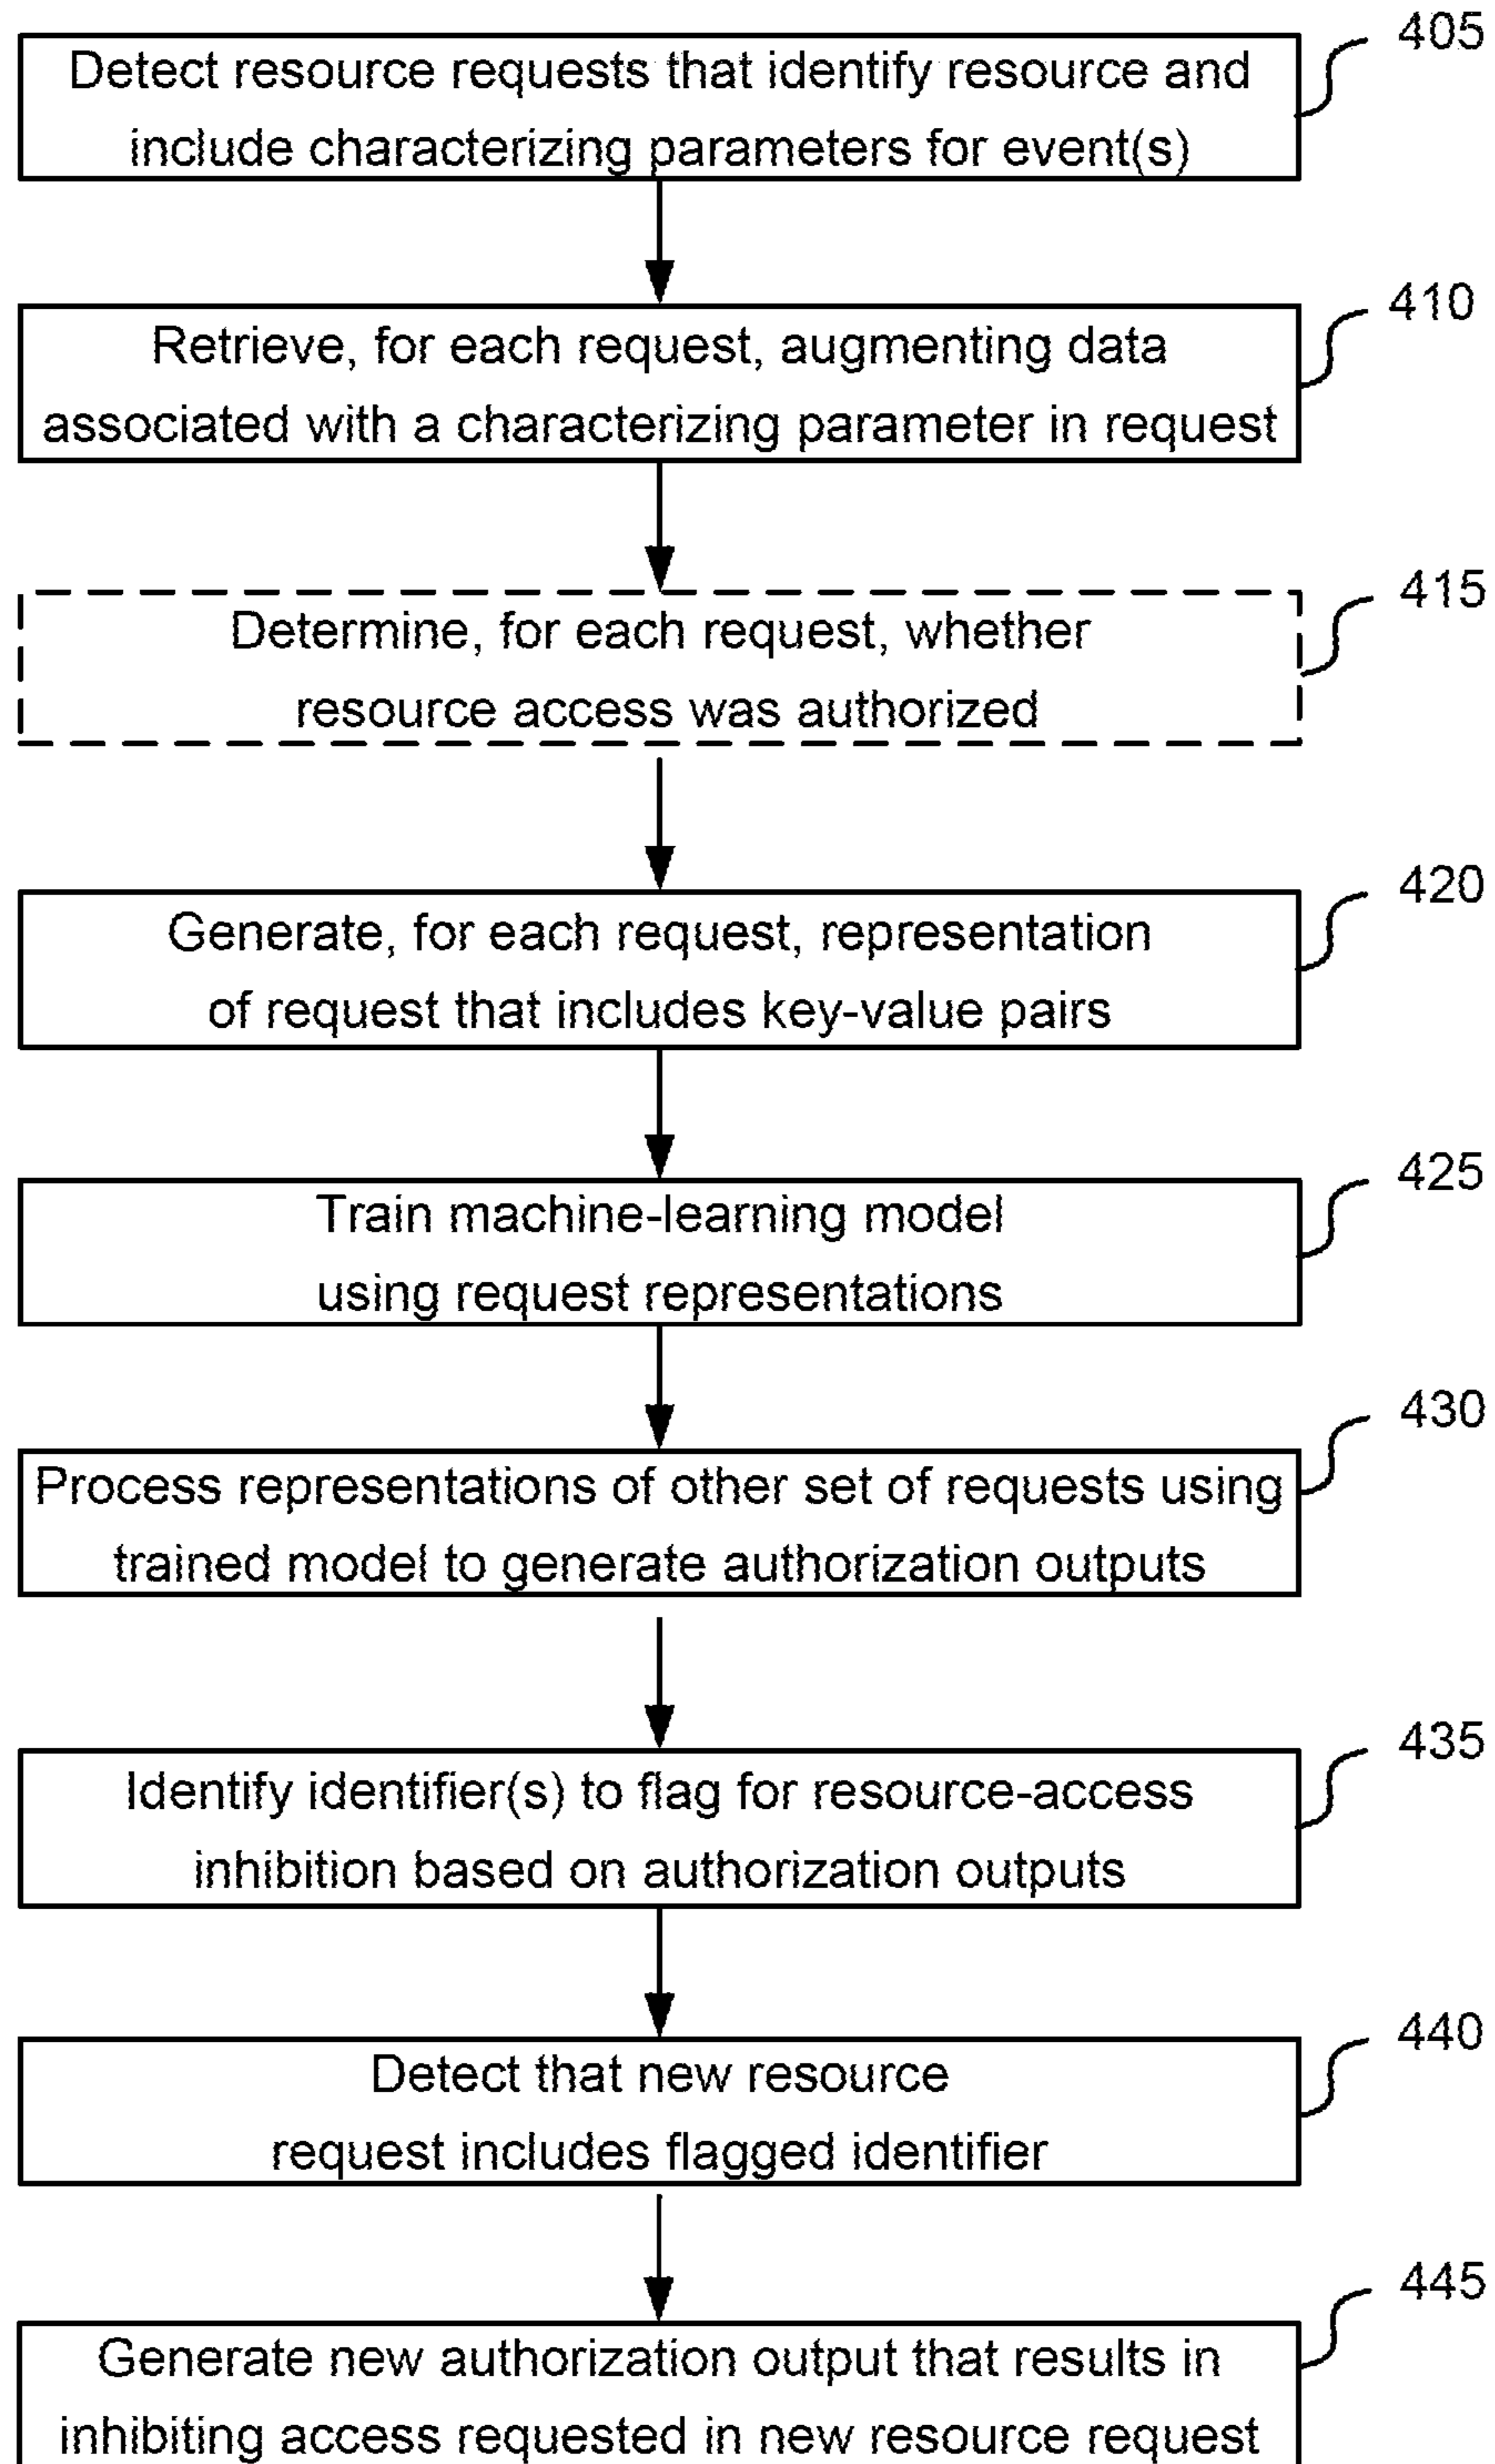 405
Detect resource requests that identify resource and
include characterizing parameters for event(s)
410
Retrieve, for each request, augmenting data
associated with a characterizing parameter in request
415
Determine, for each request, whether
resource access was authorized
420
Generate, for each request, representation
of request that includes key-value pairs
425
Train machine-learning model
using request representations
430
Process representations of other set of requests using
trained model to generate authorization outputs
435
Identify identifier(s) to flag for resource-access
inhibition based on authorization outputs
440
Detect that new resource
request includes flagged identifier
445
Generate new authorization output that results in
inhibiting access requested in new resource request